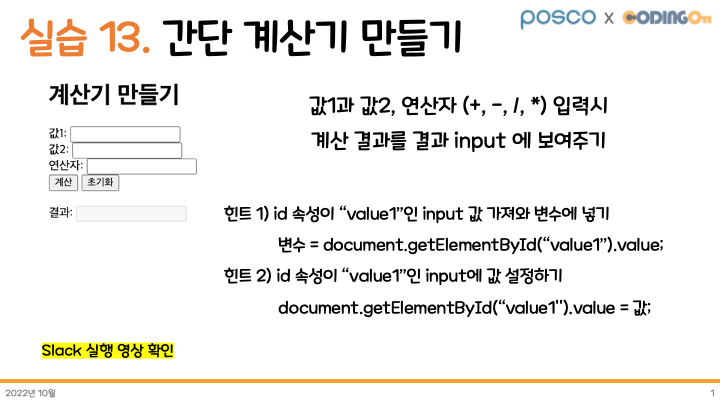 실습 13. 간단 계산기 만들기
posco x CODINGOn
계산기 만들기
값1:
값2:
연산자:
계산 초기화
결과:
값1과 값2, 연산자 (+, -, /, *) 입력시
계산 결과를 결과 input 에 보여주기
힌트 1) id 속성이 “value1”인 input 값 가져와 변수에 넣기
변수 = document.getElementById(“value1”).value;
힌트 2) id 속성이 “value1”인 input에 값 설정하기
document.getElementById(“value1").value = 값;
Slack 실행 영상 확인
2022년 10월
1